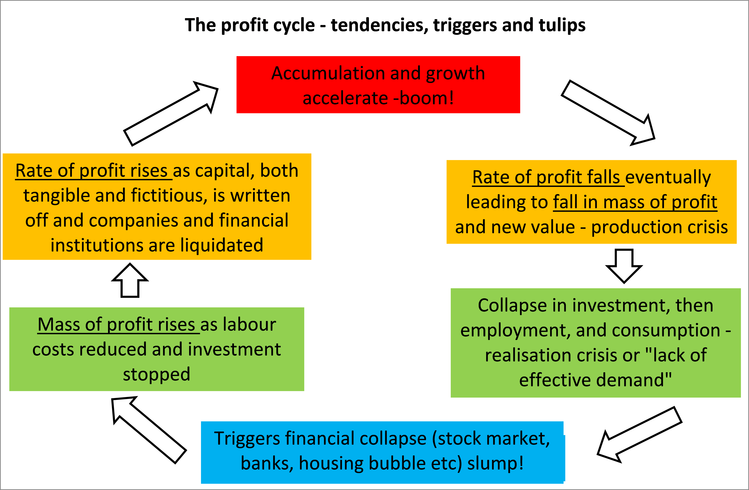 The profit cycle - tendencies, triggers and tulips
Accumulation and growth
accelerate -boom!
Rate of profit falls eventually
leading to fall in mass of profit
and new value - production crisis
Collapse in investment, then
employment, and consumption -
realisation crisis or "lack of
effective demand"
Triggers financial collapse (stock market,
banks, housing bubble etc) slump!
Mass of profit rises as labour
costs reduced and investment
stopped
Rate of profit rises as capital, both
tangible and fictitious, is written
off and companies and financial
institutions are liquidated